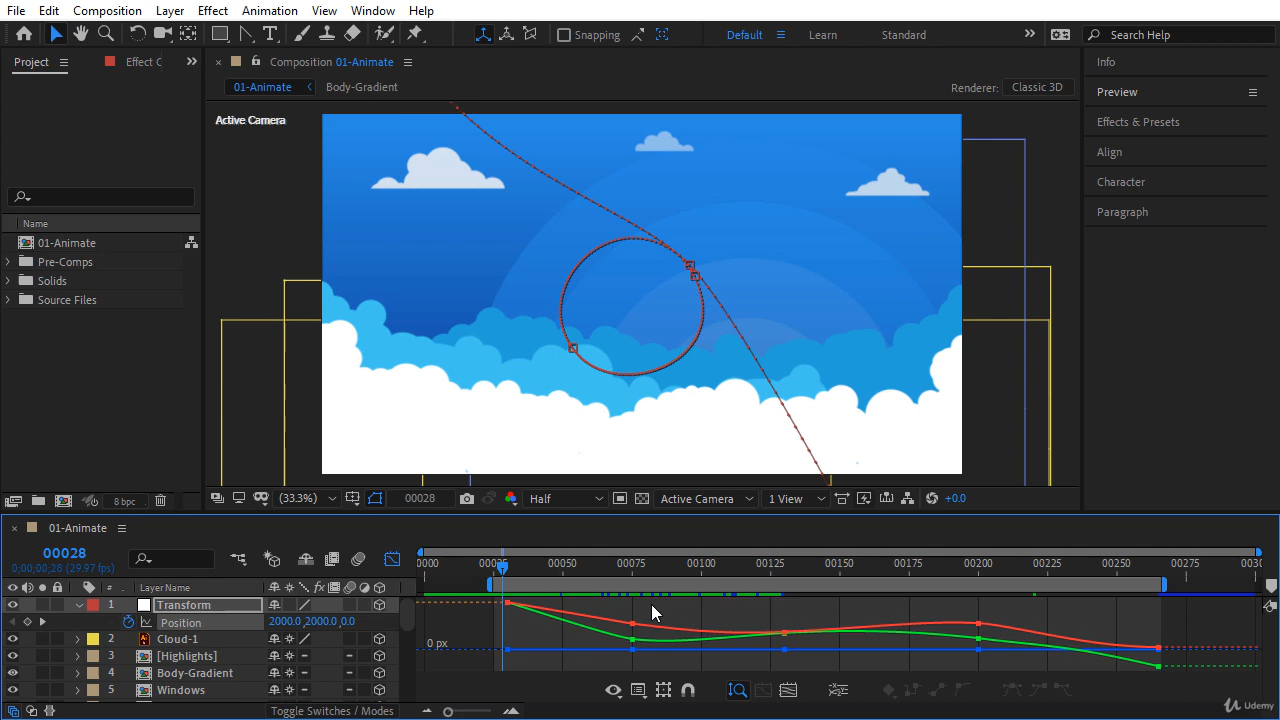 File Edit Composition Layer Effect Animation View Window Help
Snapping Default Learn Standard Search Help
Project Effect C Composition 01-Animate Info
01-Animate Body-Gradient Renderer: Classic 3D Preview
Active Camera
Effects & Presets
Align
Character
Paragraph
Name
01-Animate
Pre-Comps
Solids
Source Files
8 bpc (33.3%) 00028 Half Active Camera 1 View +0.0
01-Animate
00028
0;00;00;28 (29.97 fps)
0000 00050 00075 00100 00125 00150 00175 00200 00225 00250 00275
# Layer Name
1 Transform
Position 2000.0,2000.0,0.0
2 Cloud-1
3 [Highlights]
4 Body-Gradient
5 Windows
0 px
Toggle Switches / Modes
Udemy